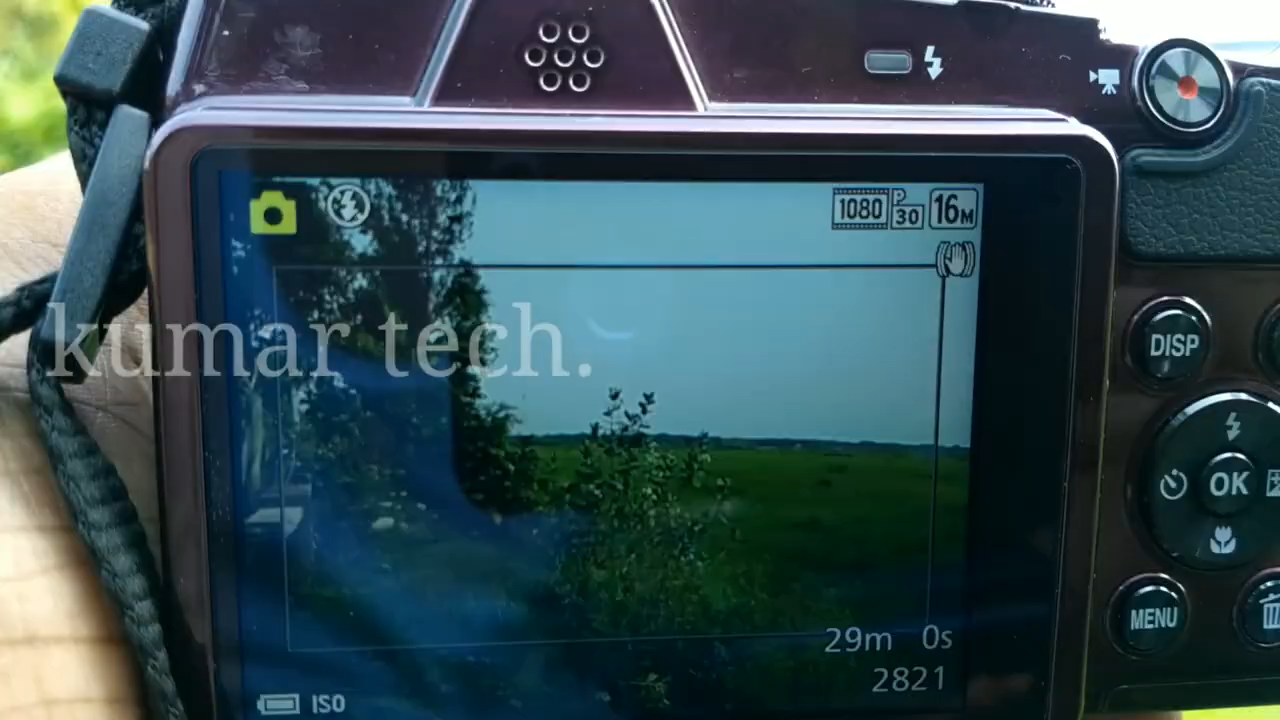 1080 P 30 16M
DISP
kumar tech.
OK
MENU
29m 0s
2821
ISO